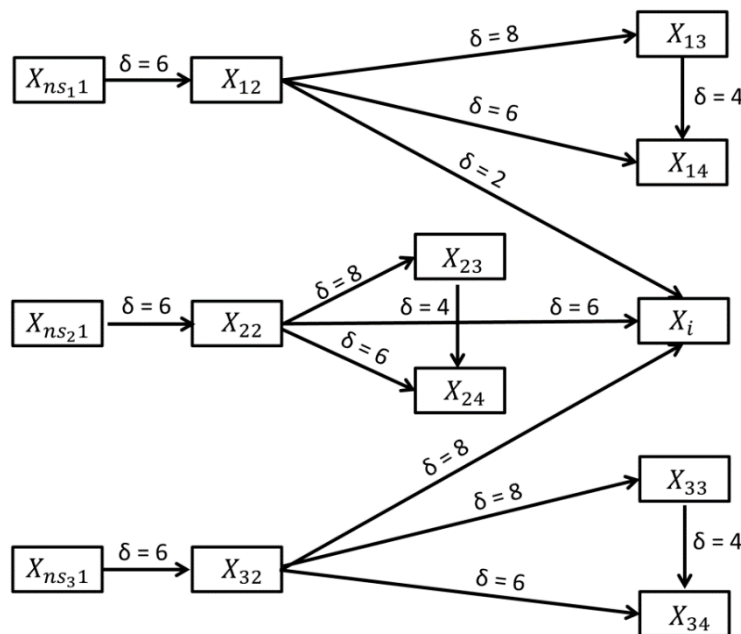 X_{ns_1 1}
δ = 6
X_{12}
δ = 8
X_{13}
δ = 4
δ = 6
X_{14}
δ = 2
X_{ns_2 1}
δ = 6
X_{22}
δ = 8
X_{23}
δ = 4
δ = 6
X_i
δ = 6
X_{24}
δ = 8
X_{ns_3 1}
δ = 6
X_{32}
δ = 8
X_{33}
δ = 4
δ = 6
X_{34}